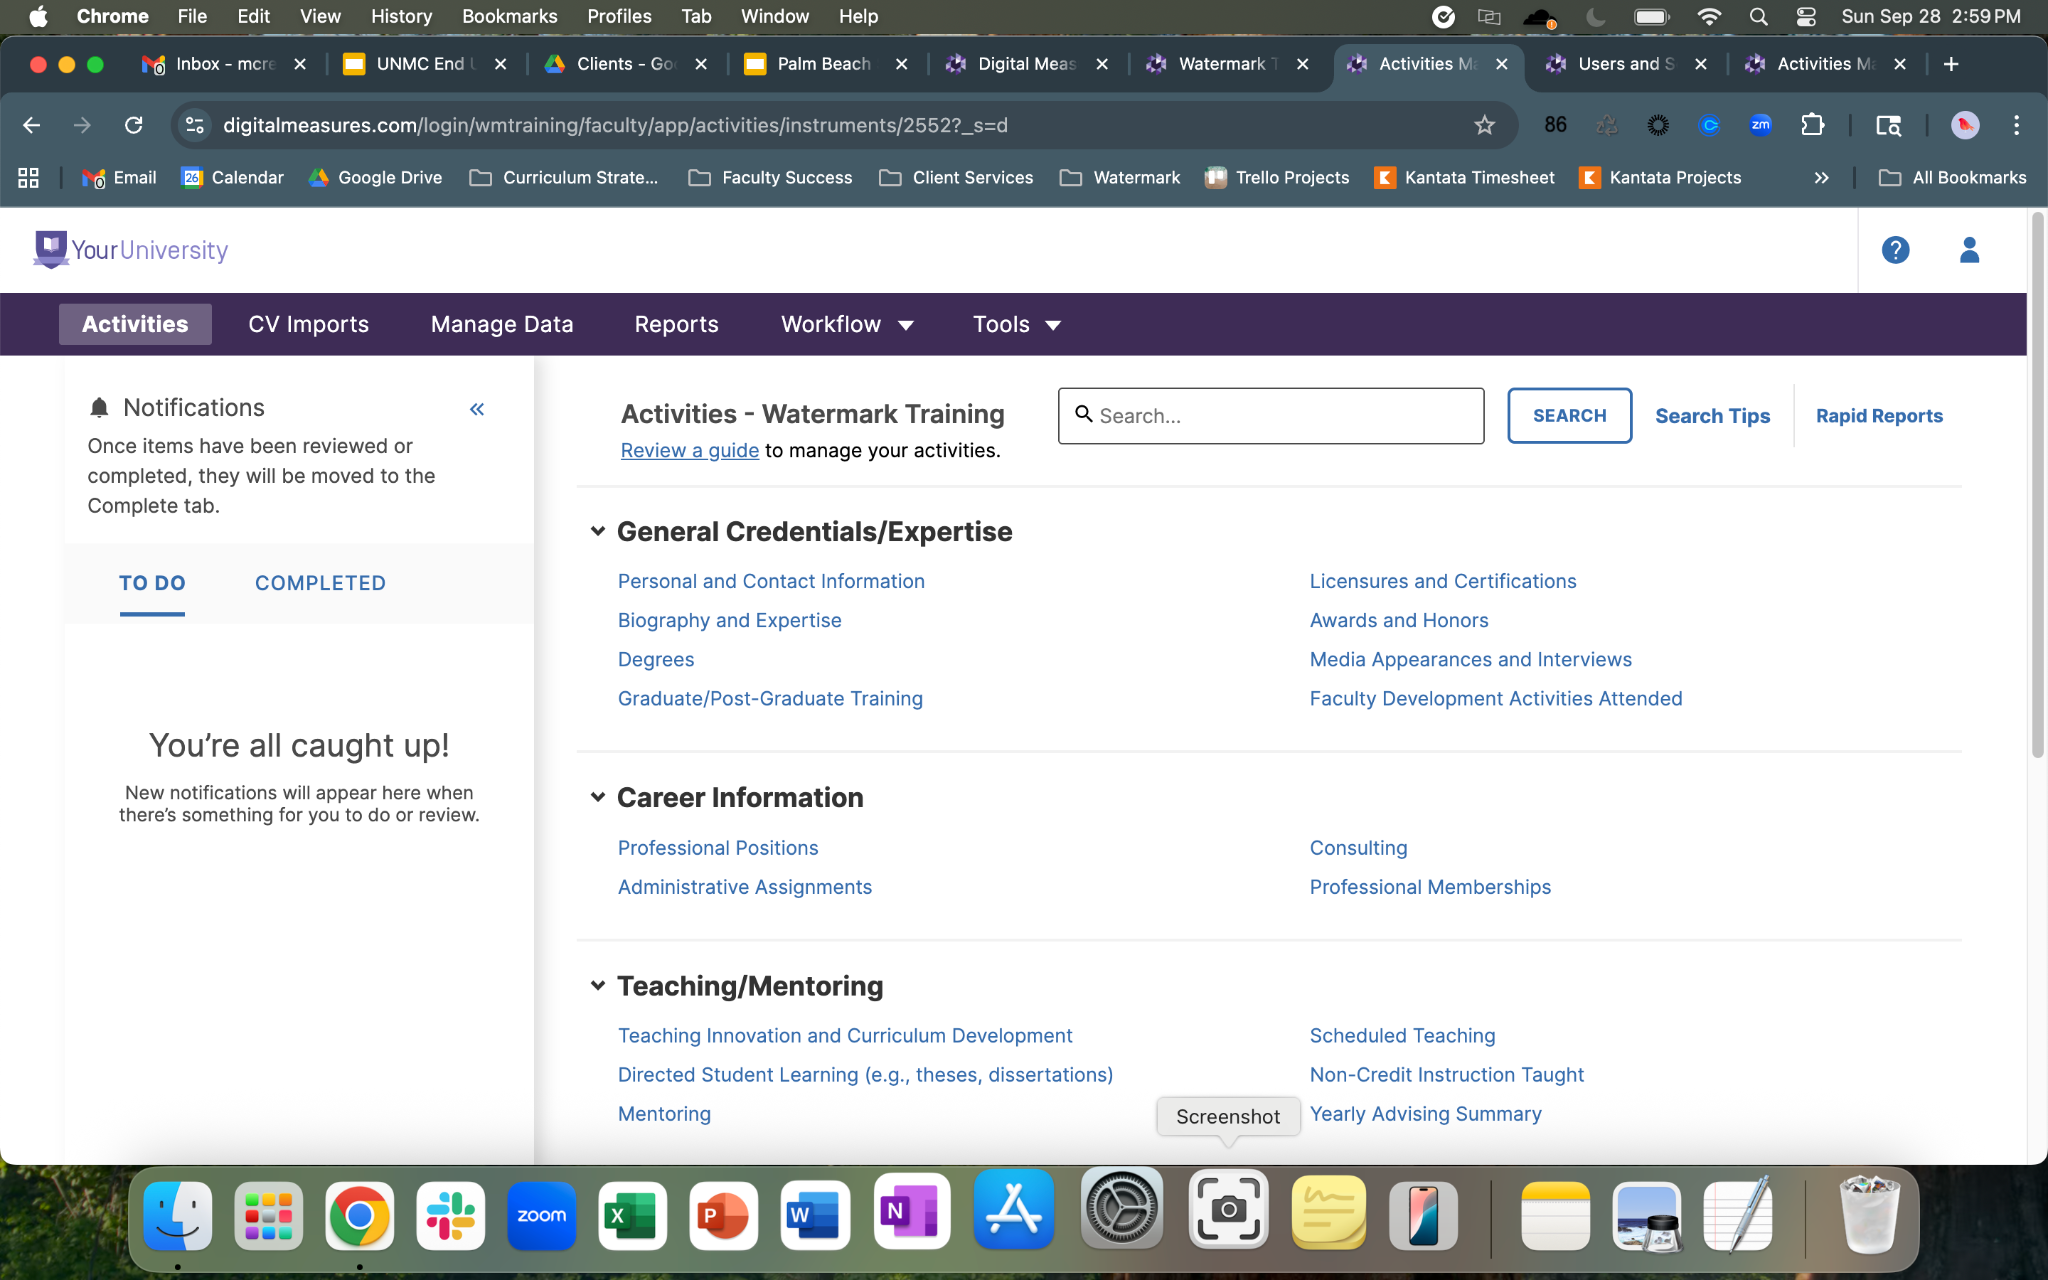 Chrome File Edit View History Bookmarks Profiles Tab Window Help Sun Sep 28 2:59 PM
Inbox - mcre UNMC End Clients - Go Palm Beach Digital Meas Watermark T Activities Ma Users and S Activities Ma
digitalmeasures.com/login/wmtraining/faculty/app/activities/instruments/2552?_s=d 86 zm
Email 26 Calendar Google Drive Curriculum Strate... Faculty Success Client Services Watermark Trello Projects Kantata Timesheet Kantata Projects All Bookmarks
YourUniversity
Activities CV Imports Manage Data Reports Workflow Tools
Notifications
Once items have been reviewed or
completed, they will be moved to the
Complete tab.
TO DO COMPLETED
You're all caught up!
New notifications will appear here when
there's something for you to do or review.
Activities - Watermark Training
Review a guide to manage your activities.
Search... SEARCH Search Tips Rapid Reports
General Credentials/Expertise
Personal and Contact Information
Biography and Expertise
Degrees
Graduate/Post-Graduate Training
Licensures and Certifications
Awards and Honors
Media Appearances and Interviews
Faculty Development Activities Attended
Career Information
Professional Positions
Administrative Assignments
Consulting
Professional Memberships
Teaching/Mentoring
Teaching Innovation and Curriculum Development
Directed Student Learning (e.g., theses, dissertations)
Mentoring
Scheduled Teaching
Non-Credit Instruction Taught
Yearly Advising Summary
Screenshot
zoom X P W N